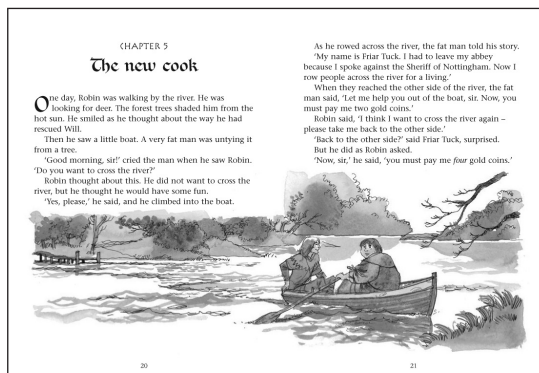 CHAPTER 5
The new cook
One day, Robin was walking by the river. He was
looking for deer. The forest trees shaded him from the
hot sun. He smiled as he thought about the way he had
rescued Will.
Then he saw a little boat. A very fat man was untying it
from a tree.
‘Good morning, sir!’ cried the man when he saw Robin.
‘Do you want to cross the river?’
Robin thought about this. He did not want to cross the
river, but he thought he would have some fun.
‘Yes, please,’ he said, and he climbed into the boat.
20
As he rowed across the river, the fat man told his story.
‘My name is Friar Tuck. I had to leave my abbey
because I spoke against the Sheriff of Nottingham. Now I
row people across the river for a living.’
When they reached the other side of the river, the fat
man said, ‘Let me help you out of the boat, sir. Now, you
must pay me two gold coins.’
Robin said, ‘I think I want to cross the river again –
please take me back to the other side.’
‘Back to the other side?’ said Friar Tuck, surprised.
But he did as Robin asked.
‘Now, sir,’ he said, ‘you must pay me four gold coins.’
21